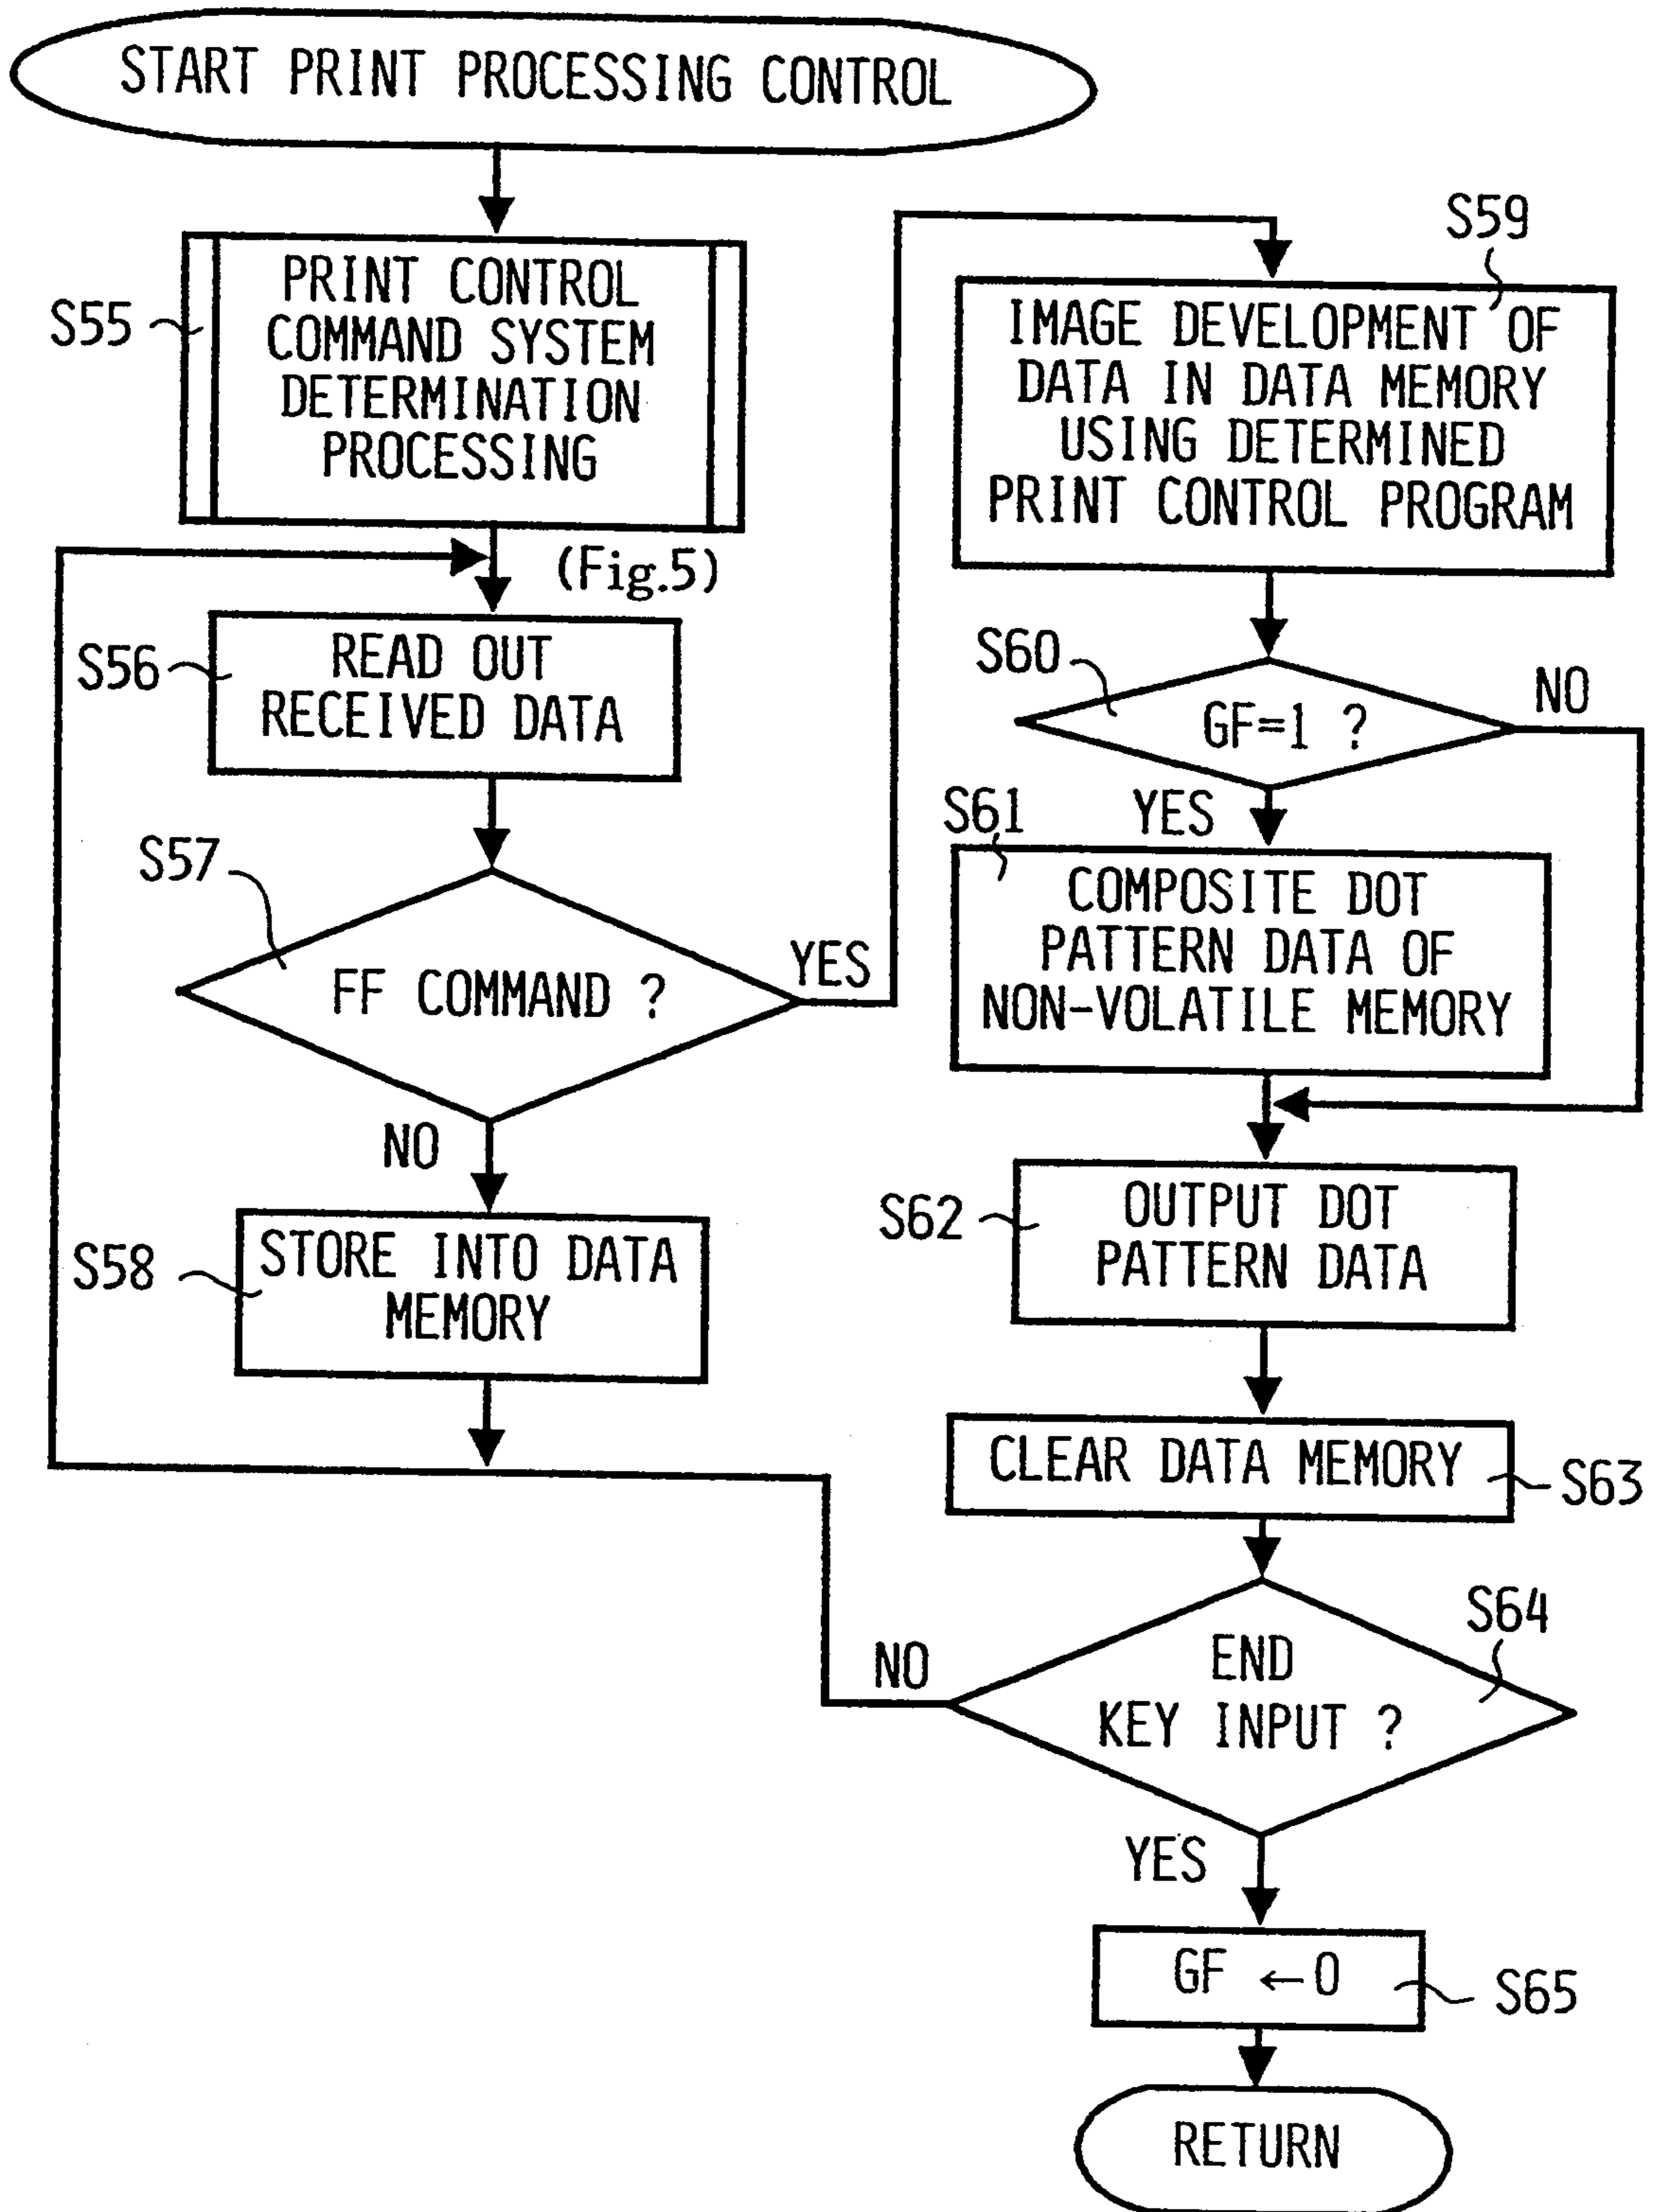 START PRINT PROCESSING CONTROL
S55
PRINT CONTROL
COMMAND SYSTEM
DETERMINATION
PROCESSING
(Fig.5)
S56
READ OUT
RECEIVED DATA
S57
FF COMMAND ?
YES
NO
S58
STORE INTO DATA
MEMORY
S59
IMAGE DEVELOPMENT OF
DATA IN DATA MEMORY
USING DETERMINED
PRINT CONTROL PROGRAM
S60
GF=1 ?
NO
YES
S61
COMPOSITE DOT
PATTERN DATA OF
NON-VOLATILE MEMORY
S62
OUTPUT DOT
PATTERN DATA
CLEAR DATA MEMORY
S63
S64
END
KEY INPUT ?
NO
YES
GF ←0
S65
RETURN